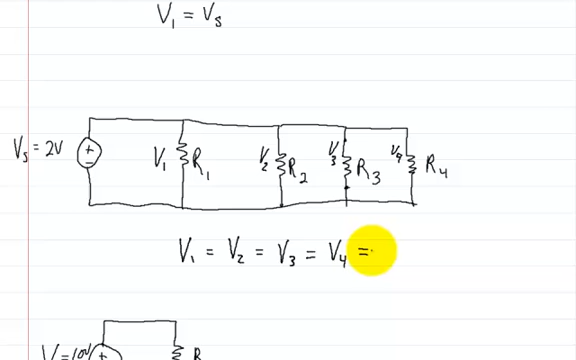 V₁ = Vₛ
Vₛ = 2V + − V₁ R₁ V₂ R₂ V₃ R₃ V₄ R₄
V₁ = V₂ = V₃ = V₄ =
V = 10V + R